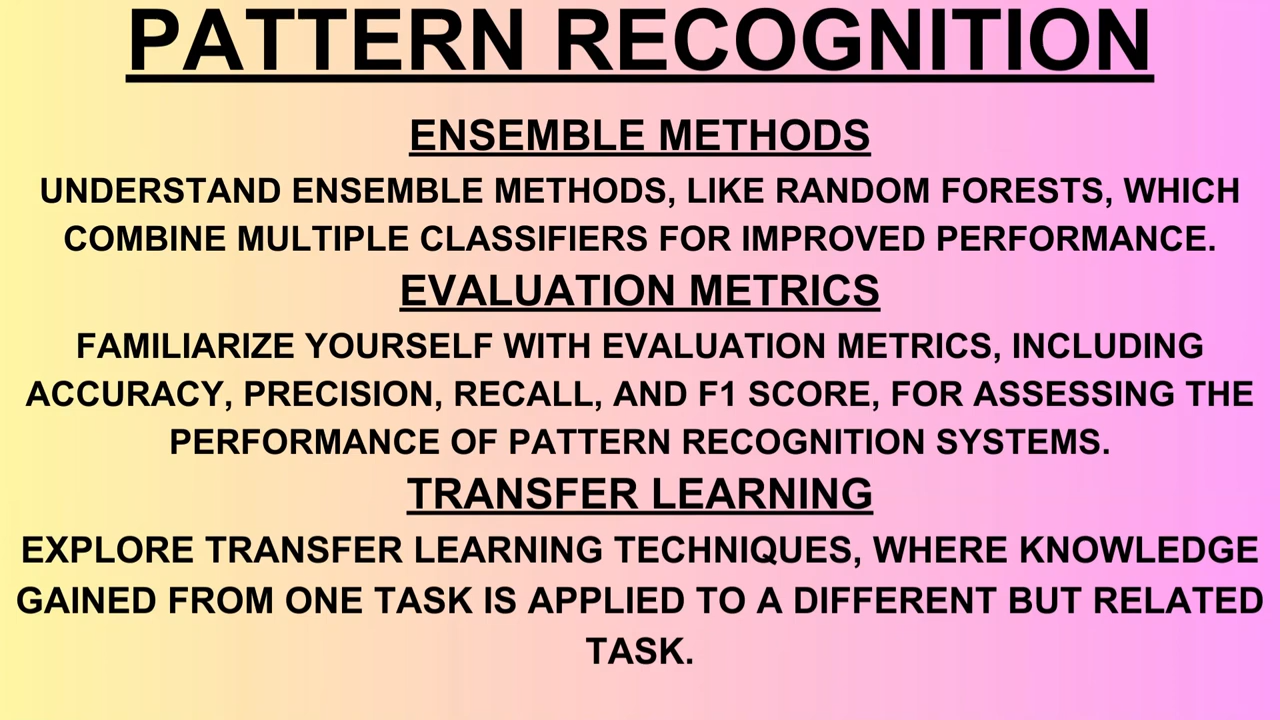 PATTERN RECOGNITION
ENSEMBLE METHODS
UNDERSTAND ENSEMBLE METHODS, LIKE RANDOM FORESTS, WHICH
COMBINE MULTIPLE CLASSIFIERS FOR IMPROVED PERFORMANCE.
EVALUATION METRICS
FAMILIARIZE YOURSELF WITH EVALUATION METRICS, INCLUDING
ACCURACY, PRECISION, RECALL, AND F1 SCORE, FOR ASSESSING THE
PERFORMANCE OF PATTERN RECOGNITION SYSTEMS.
TRANSFER LEARNING
EXPLORE TRANSFER LEARNING TECHNIQUES, WHERE KNOWLEDGE
GAINED FROM ONE TASK IS APPLIED TO A DIFFERENT BUT RELATED
TASK.